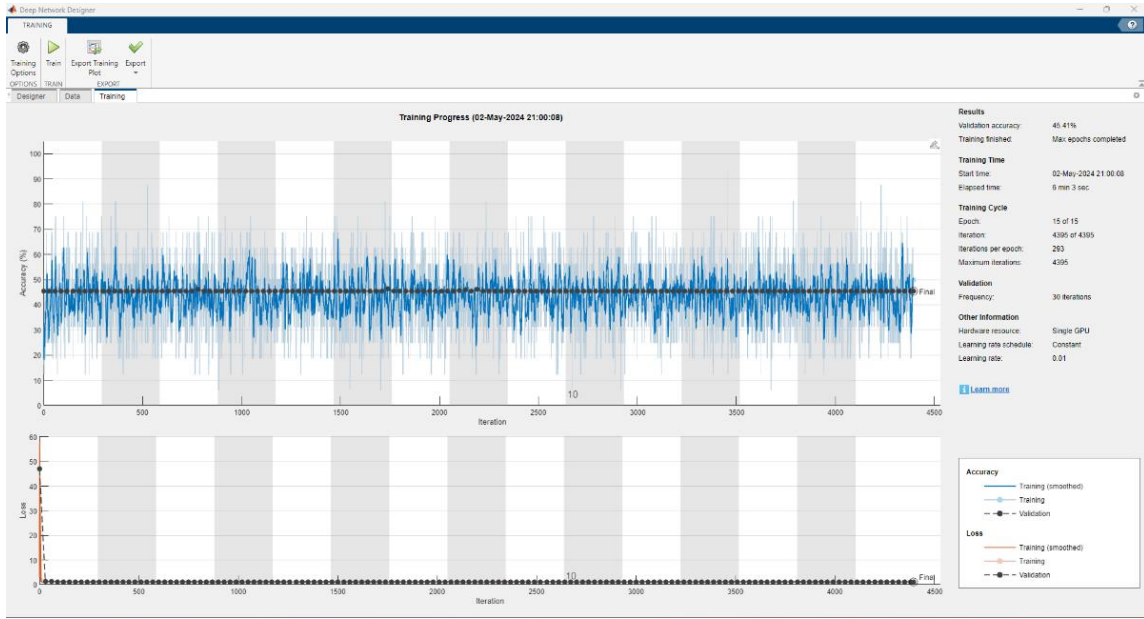 Deep Network Designer
TRAINING
Training Options
Train
Export Training Plot
Export
OPTIONS
TRAIN
EXPORT
Designer
Data
Training
Training Progress (02-May-2024 21:00:08)
100
90
80
70
60
50
40
30
20
10
0
Accuracy (%)
Final
10
0
500
1000
1500
2000
2500
3000
3500
4000
4500
Iteration
60
50
40
30
20
10
0
Loss
10
Final
0
500
1000
1500
2000
2500
3000
3500
4000
4500
Iteration
Results
Validation accuracy: 45.41%
Training finished: Max epochs completed
Training Time
Start time: 02-May-2024 21:00:08
Elapsed time: 6 min 3 sec
Training Cycle
Epoch: 15 of 15
Iteration: 4395 of 4395
Iterations per epoch: 293
Maximum iterations: 4395
Validation
Frequency: 30 iterations
Other Information
Hardware resource: Single GPU
Learning rate schedule: Constant
Learning rate: 0.01
Learn more
Accuracy
Training (smoothed)
Training
Validation
Loss
Training (smoothed)
Training
Validation